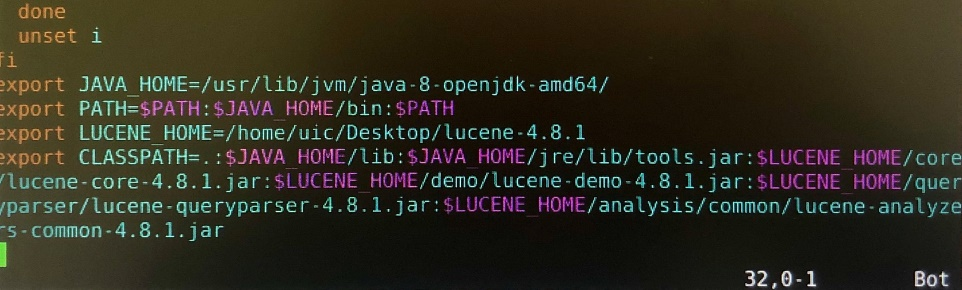 done
unset i
fi
export JAVA_HOME=/usr/lib/jvm/java-8-openjdk-amd64/
export PATH=$PATH:$JAVA_HOME/bin:$PATH
export LUCENE_HOME=/home/uic/Desktop/lucene-4.8.1
export CLASSPATH=.:$JAVA_HOME/lib:$JAVA_HOME/jre/lib/tools.jar:$LUCENE_HOME/core
/lucene-core-4.8.1.jar:$LUCENE_HOME/demo/lucene-demo-4.8.1.jar:$LUCENE_HOME/quer
yparser/lucene-queryparser-4.8.1.jar:$LUCENE_HOME/analysis/common/lucene-analyze
rs-common-4.8.1.jar
32,0-1 Bot